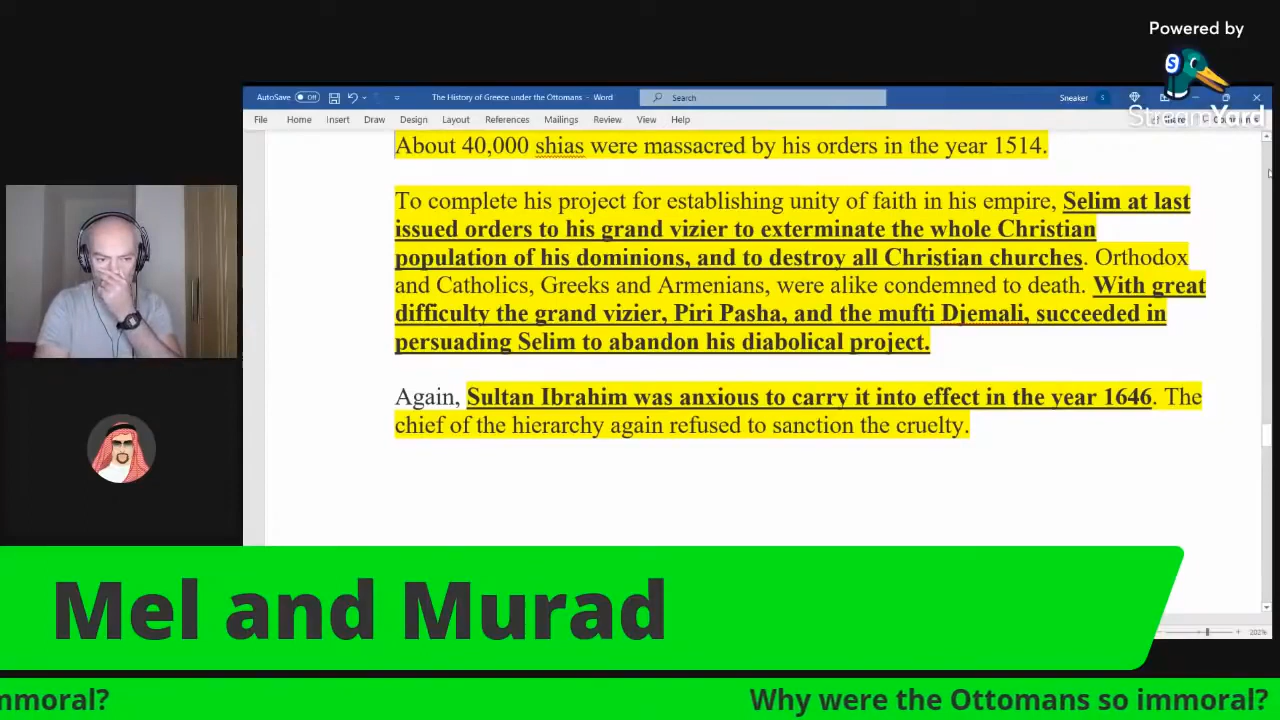 Powered by
StreamYard
AutoSave Off
The History of Greece under the Ottomans - Word
Search
Sneaker S
File Home Insert Draw Design Layout References Mailings Review View Help
Share Comments
About 40,000 shias were massacred by his orders in the year 1514.
To complete his project for establishing unity of faith in his empire, Selim at last
issued orders to his grand vizier to exterminate the whole Christian
population of his dominions, and to destroy all Christian churches. Orthodox
and Catholics, Greeks and Armenians, were alike condemned to death. With great
difficulty the grand vizier, Piri Pasha, and the mufti Djemali, succeeded in
persuading Selim to abandon his diabolical project.
Again, Sultan Ibrahim was anxious to carry it into effect in the year 1646. The
chief of the hierarchy again refused to sanction the cruelty.
202%
Mel and Murad
mmoral?
Why were the Ottomans so immoral?